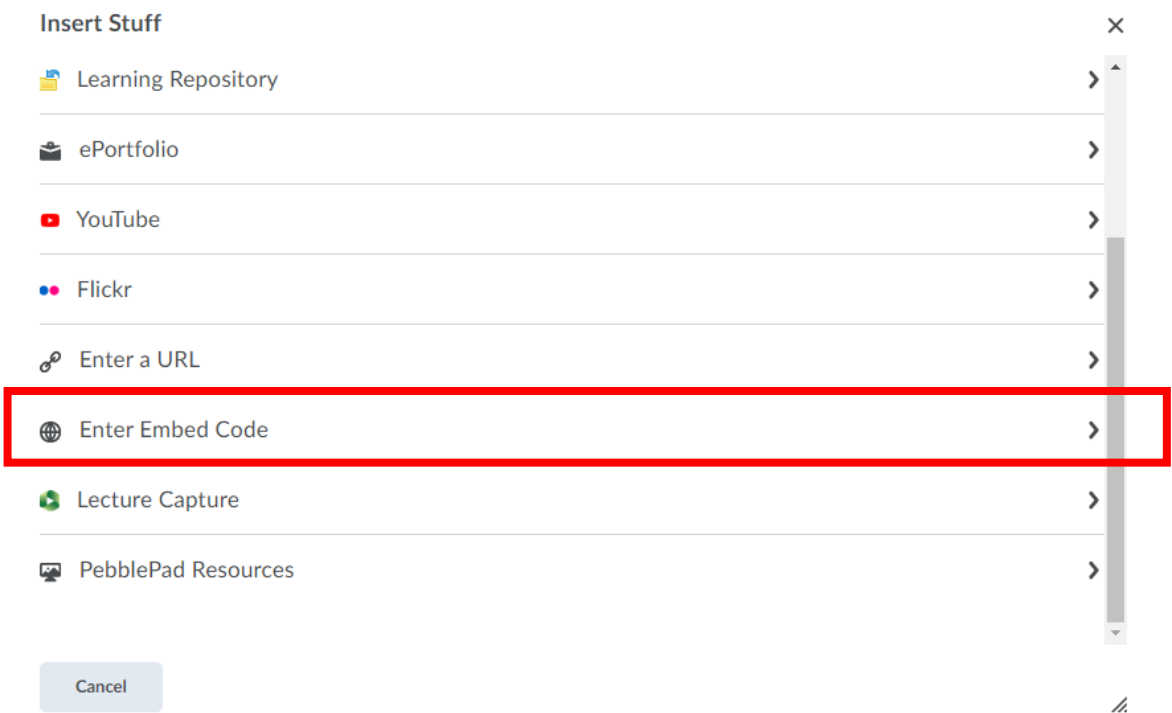 Insert Stuff
Learning Repository
ePortfolio
YouTube
Flickr
Enter a URL
Enter Embed Code
Lecture Capture
PebblePad Resources
Cancel